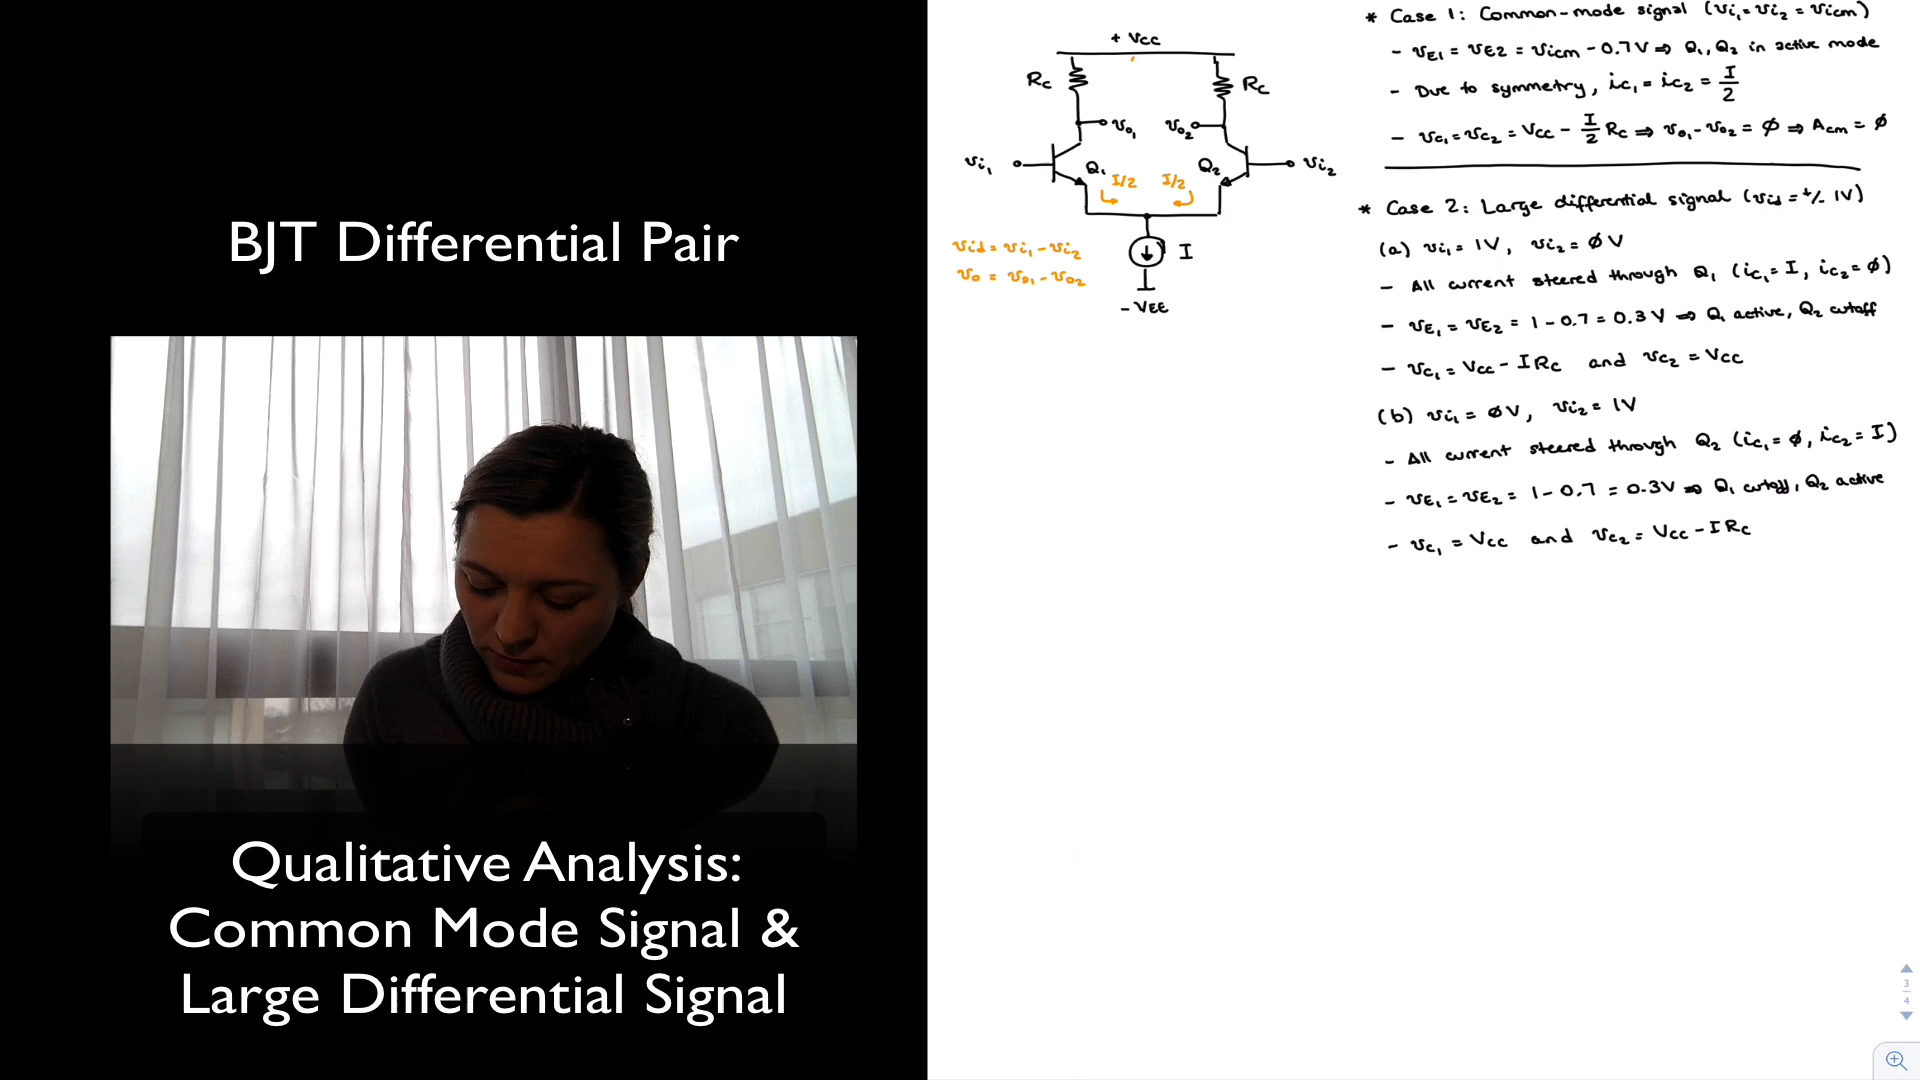 BJT Differential Pair
Qualitative Analysis:
Common Mode Signal &
Large Differential Signal
+ Vcc
Rc
Rc
vo₁
vo₂
vi₁
Q₁
Q₂
vi₂
I/2
I/2
vid = vi₁ - vi₂
vo = vo₁ - vo₂
I
- VEE
* Case 1: Common-mode signal (vi₁ = vi₂ = vicm)
- vE1 = vE2 = vicm - 0.7V ⇒ Q₁, Q₂ in active mode
- Due to symmetry, ic₁ = ic₂ = I/2
- vc₁ = vc₂ = Vcc - I/2 Rc ⇒ vo₁ - vo₂ = ∅ ⇒ Acm = ∅
* Case 2: Large differential signal (vid = +/- 1V)
(a) vi₁ = 1V, vi₂ = ∅V
- All current steered through Q₁ (ic₁ = I, ic₂ = ∅)
- vE₁ = vE₂ = 1 - 0.7 = 0.3V ⇒ Q₁ active, Q₂ cutoff
- vc₁ = Vcc - IRc and vc₂ = Vcc
(b) vi₁ = ∅V, vi₂ = 1V
- All current steered through Q₂ (ic₁ = ∅, ic₂ = I)
- vE₁ = vE₂ = 1 - 0.7 = 0.3V ⇒ Q₁ cutoff, Q₂ active
- vc₁ = Vcc and vc₂ = Vcc - IRc
3
4